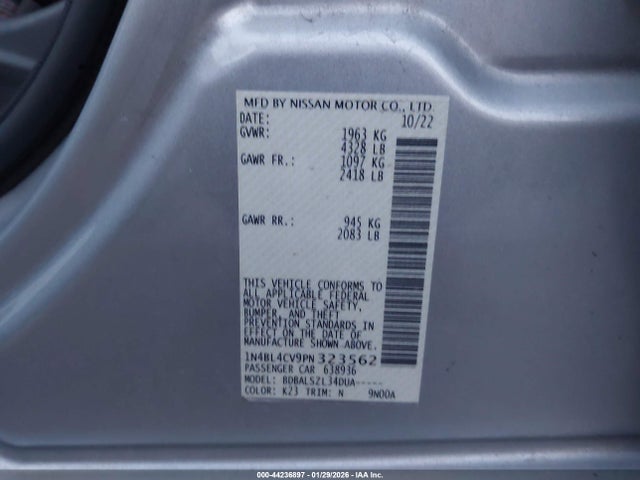 MFD BY NISSAN MOTOR CO., LTD.
DATE: 10/22
GVWR: 1963 KG
4328 LB
GAWR FR.: 1097 KG
2418 LB
GAWR RR.: 945 KG
2083 LB
THIS VEHICLE CONFORMS TO
ALL APPLICABLE FEDERAL
MOTOR VEHICLE SAFETY,
BUMPER, AND THEFT
PREVENTION STANDARDS IN
EFFECT ON THE DATE OF
MANUFACTURE SHOWN ABOVE.
1N4BL4CV9PN323562
PASSENGER CAR 638936
MODEL: BDBALSZL34DUA-----
COLOR: K23 TRIM: N 9N00A
000-44236897 - 01/29/2026 - IAA Inc.